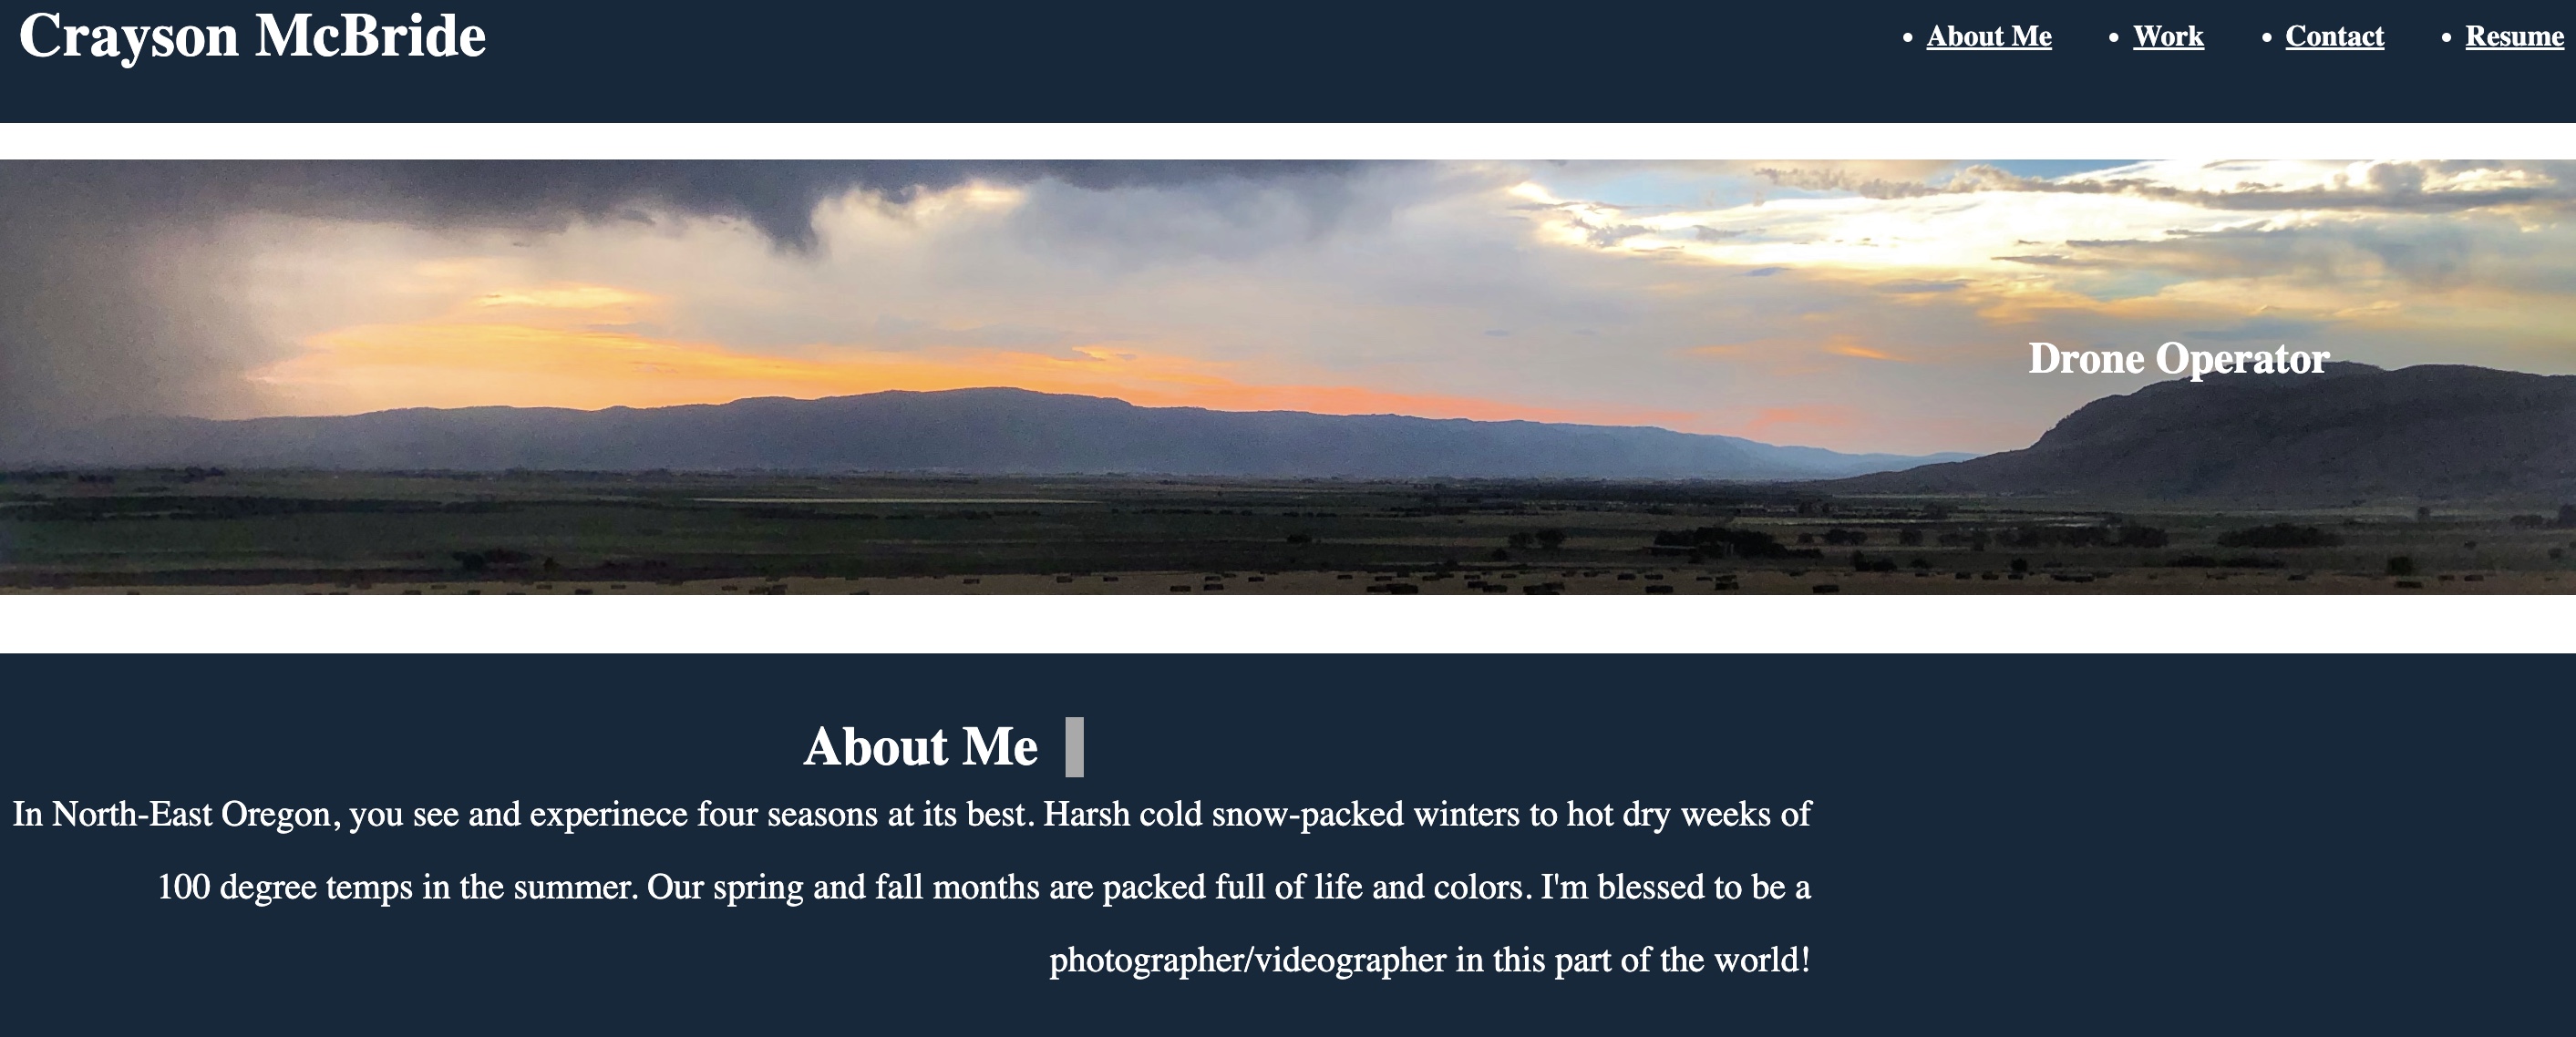 Crayson McBride
• About Me • Work • Contact • Resume
Drone Operator
About Me
In North-East Oregon, you see and experinece four seasons at its best. Harsh cold snow-packed winters to hot dry weeks of
100 degree temps in the summer. Our spring and fall months are packed full of life and colors. I'm blessed to be a
photographer/videographer in this part of the world!